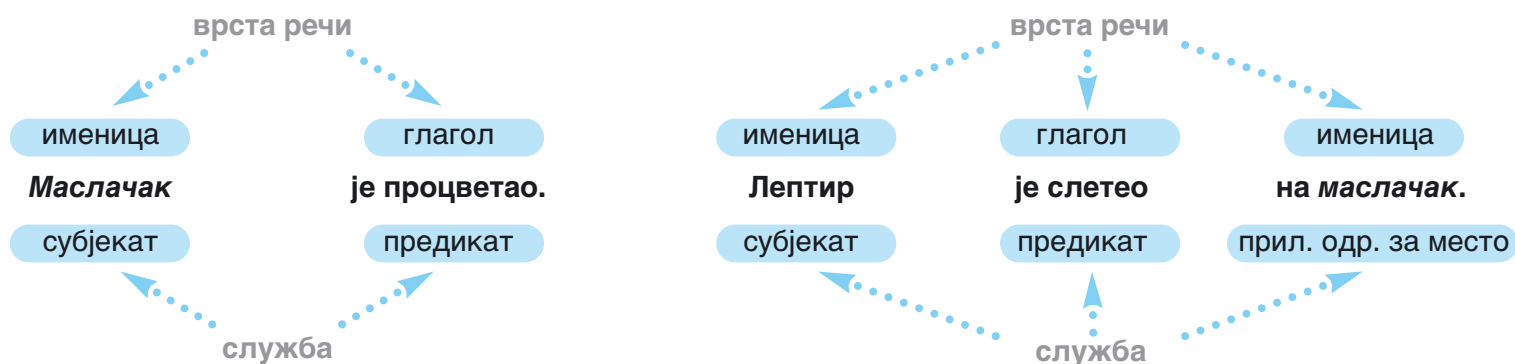 врста речи врста речи
именица глагол именица глагол именица
Маслачак је процветао. Лептир је слетео на маслачак.
субјекат предикат субјекат предикат прил. одр. за место
служба служба